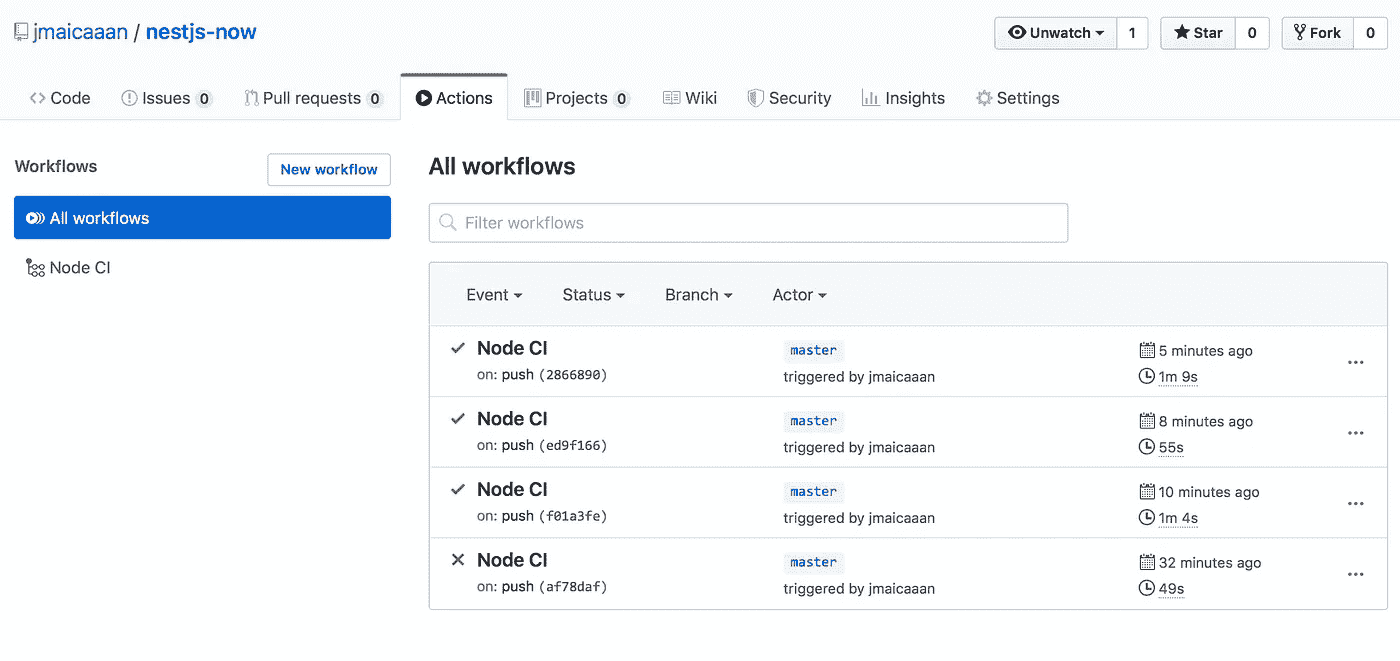 jmaicaaan / nestjs-now
Unwatch 1 Star 0 Fork 0
Code Issues 0 Pull requests 0 Actions Projects 0 Wiki Security Insights Settings
Workflows
New workflow
All workflows
Node CI
All workflows
Filter workflows
Event Status Branch Actor
Node CI master 5 minutes ago
on: push (2866890) triggered by jmaicaaan 1m 9s
Node CI master 8 minutes ago
on: push (ed9f166) triggered by jmaicaaan 55s
Node CI master 10 minutes ago
on: push (f01a3fe) triggered by jmaicaaan 1m 4s
Node CI master 32 minutes ago
on: push (af78daf) triggered by jmaicaaan 49s